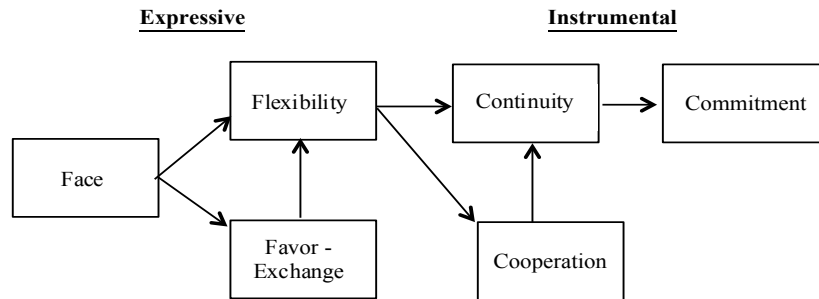 Expressive
Instrumental
Flexibility
Continuity
Commitment
Face
Favor -
Exchange
Cooperation